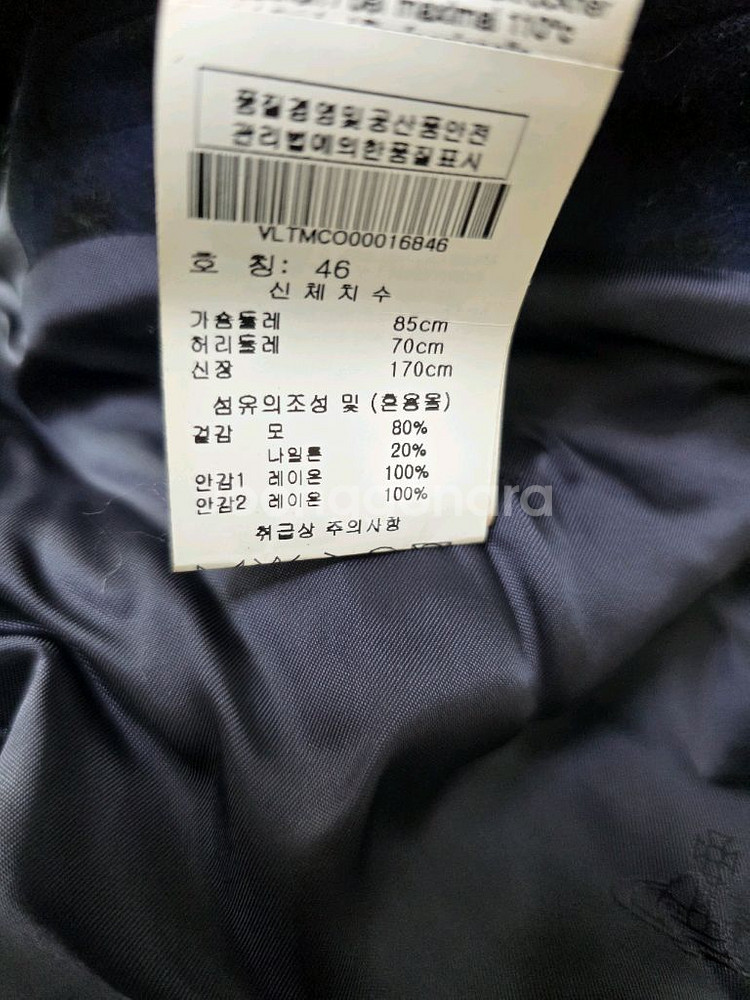 bei maximal 110°c
품질경영및공산품안전
관리법에의한품질표시
VLTMCO00016846
호 칭: 46
신 체 치 수
가슴둘레 85cm
허리둘레 70cm
신장 170cm
섬유의조성 및 (혼용율)
겉감 모 80%
나일론 20%
안감1 레이온 100%
안감2 레이온 100%
취급상 주의사항